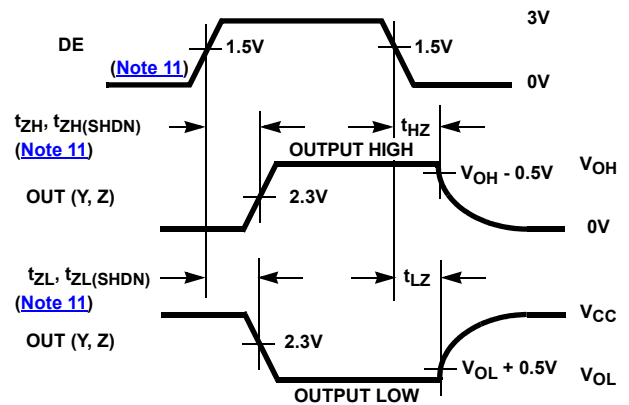 3V
DE
1.5V
1.5V
(Note 11)
0V
tZH, tZH(SHDN)
tHZ
(Note 11)
OUTPUT HIGH
VOH - 0.5V
VOH
OUT (Y, Z)
2.3V
0V
tZL, tZL(SHDN)
tLZ
(Note 11)
VCC
OUT (Y, Z)
2.3V
VOL + 0.5V
VOL
OUTPUT LOW